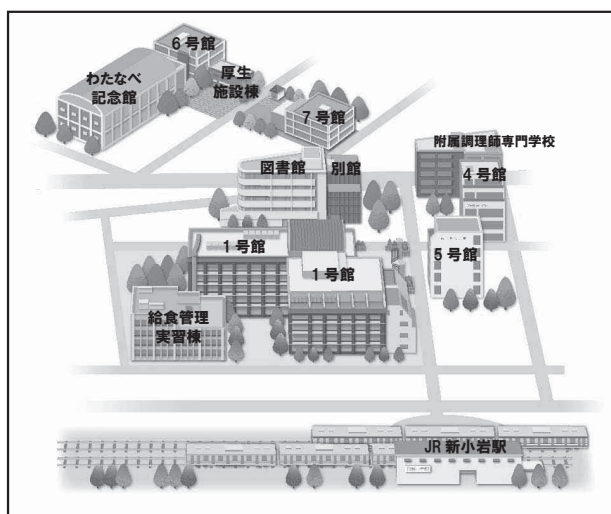 6号館
わたなべ
記念館
厚生
施設棟
7号館
附属調理師専門学校
図書館
別館
4号館
1号館
5号館
1号館
給食管理
実習棟
JR 新小岩駅